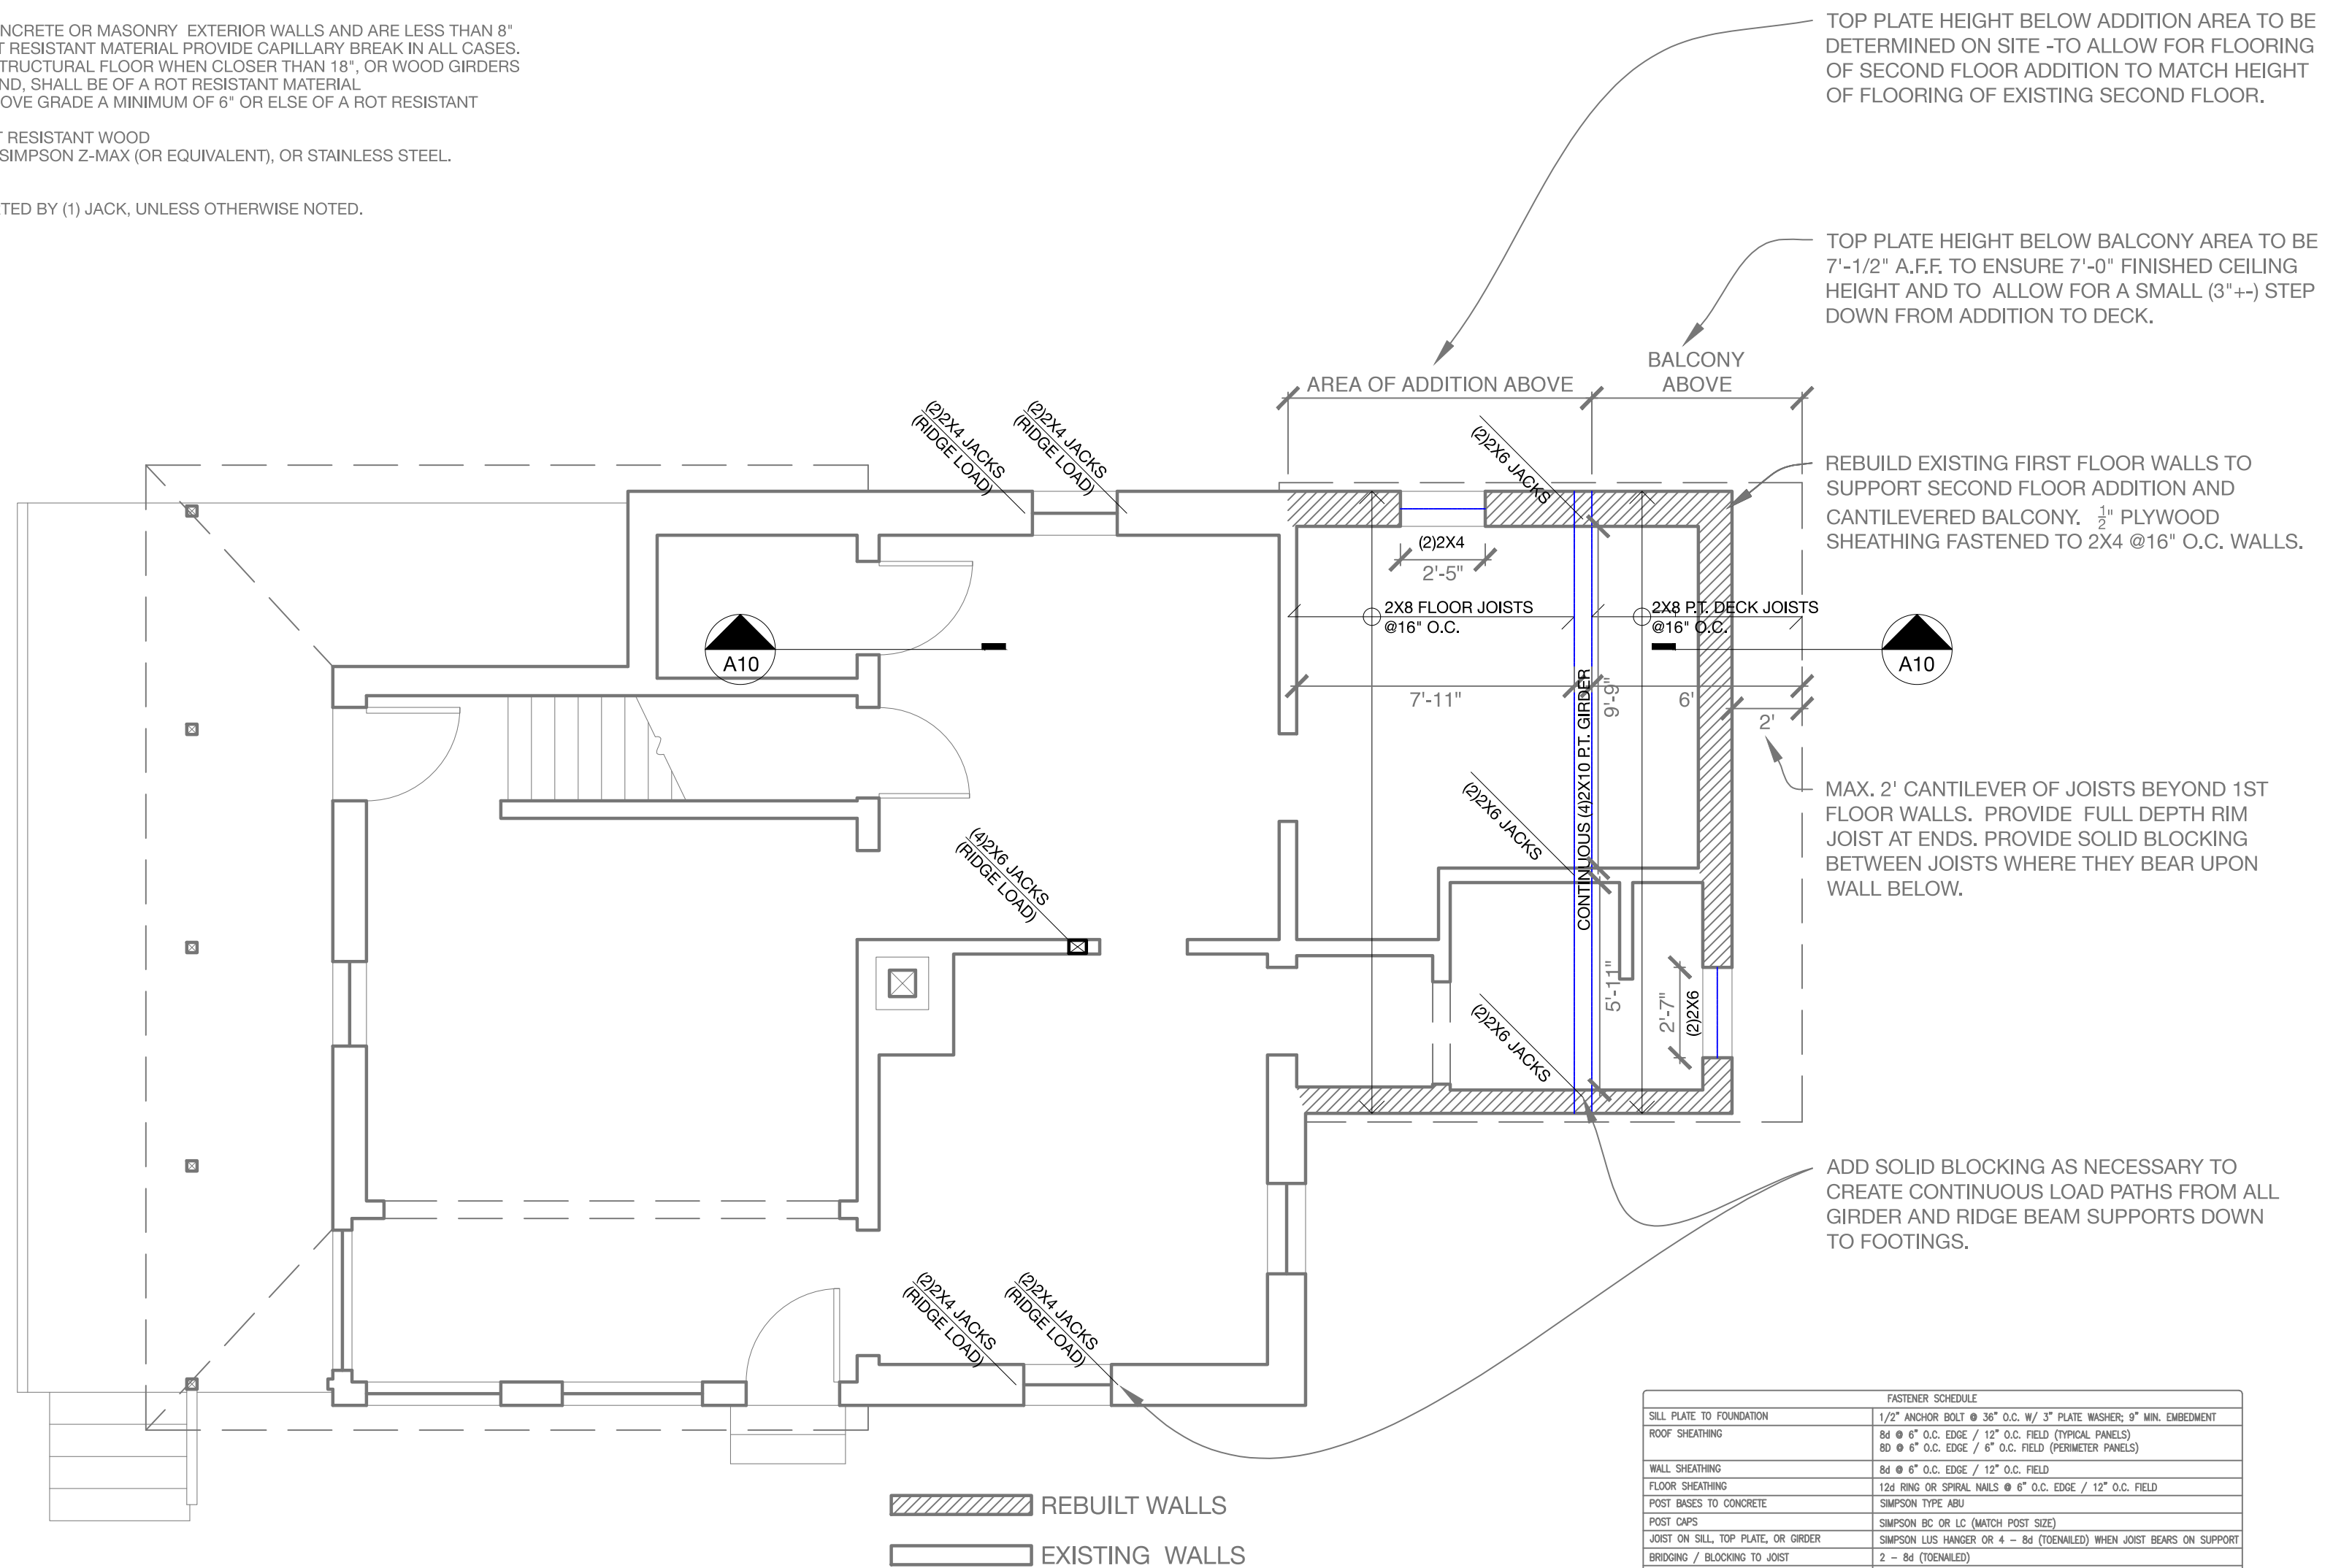 NCRETE OR MASONRY EXTERIOR WALLS AND ARE LESS THAN 8"
T RESISTANT MATERIAL PROVIDE CAPILLARY BREAK IN ALL CASES.
TRUCTURAL FLOOR WHEN CLOSER THAN 18", OR WOOD GIRDERS
ND, SHALL BE OF A ROT RESISTANT MATERIAL
OVE GRADE A MINIMUM OF 6" OR ELSE OF A ROT RESISTANT
T RESISTANT WOOD
SIMPSON Z-MAX (OR EQUIVALENT), OR STAINLESS STEEL.
TED BY (1) JACK, UNLESS OTHERWISE NOTED.
TOP PLATE HEIGHT BELOW ADDITION AREA TO BE
DETERMINED ON SITE -TO ALLOW FOR FLOORING
OF SECOND FLOOR ADDITION TO MATCH HEIGHT
OF FLOORING OF EXISTING SECOND FLOOR.
TOP PLATE HEIGHT BELOW BALCONY AREA TO BE
7'-1/2" A.F.F. TO ENSURE 7'-0" FINISHED CEILING
HEIGHT AND TO ALLOW FOR A SMALL (3"+-) STEP
DOWN FROM ADDITION TO DECK.
BALCONY
ABOVE
AREA OF ADDITION ABOVE
(2)2X4 JACKS
(RIDGE LOAD)
(2)2X4 JACKS
(RIDGE LOAD)
(2)2X6 JACKS
REBUILD EXISTING FIRST FLOOR WALLS TO
SUPPORT SECOND FLOOR ADDITION AND
CANTILEVERED BALCONY. 1/2" PLYWOOD
SHEATHING FASTENED TO 2X4 @16" O.C. WALLS.
(2)2X4
2'-5"
2X8 FLOOR JOISTS
@16" O.C.
2X8 P.T. DECK JOISTS
@16" O.C.
A10
A10
7'-11"
CONTINUOUS (4)2X10 P.T. GIRDER
9'-9"
6'
2'
(2)2X6 JACKS
MAX. 2' CANTILEVER OF JOISTS BEYOND 1ST
FLOOR WALLS. PROVIDE FULL DEPTH RIM
JOIST AT ENDS. PROVIDE SOLID BLOCKING
BETWEEN JOISTS WHERE THEY BEAR UPON
WALL BELOW.
(4)2X6 JACKS
(RIDGE LOAD)
5'-11"
2'-7"
(2)2X6
(2)2X6 JACKS
ADD SOLID BLOCKING AS NECESSARY TO
CREATE CONTINUOUS LOAD PATHS FROM ALL
GIRDER AND RIDGE BEAM SUPPORTS DOWN
TO FOOTINGS.
(2)2X4 JACKS
(RIDGE LOAD)
(2)2X4 JACKS
(RIDGE LOAD)
REBUILT WALLS
EXISTING WALLS
FASTENER SCHEDULE
SILL PLATE TO FOUNDATION 1/2" ANCHOR BOLT @ 36" O.C. W/ 3" PLATE WASHER; 9" MIN. EMBEDMENT
ROOF SHEATHING 8d @ 6" O.C. EDGE / 12" O.C. FIELD (TYPICAL PANELS)
8D @ 6" O.C. EDGE / 6" O.C. FIELD (PERIMETER PANELS)
WALL SHEATHING 8d @ 6" O.C. EDGE / 12" O.C. FIELD
FLOOR SHEATHING 12d RING OR SPIRAL NAILS @ 6" O.C. EDGE / 12" O.C. FIELD
POST BASES TO CONCRETE SIMPSON TYPE ABU
POST CAPS SIMPSON BC OR LC (MATCH POST SIZE)
JOIST ON SILL, TOP PLATE, OR GIRDER SIMPSON LUS HANGER OR 4 - 8d (TOENAILED) WHEN JOIST BEARS ON SUPPORT
BRIDGING / BLOCKING TO JOIST 2 - 8d (TOENAILED)